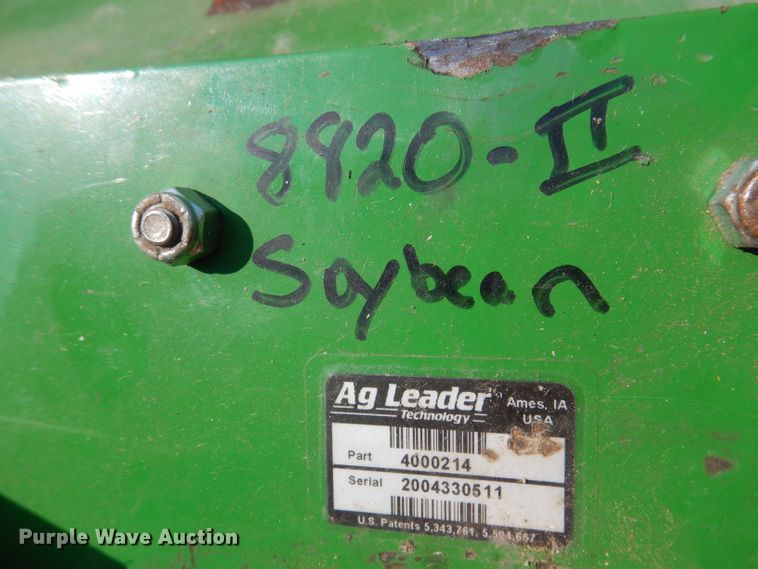 8820-II
Soybean
Ag Leader
Technology
Ames, IA
USA
Part 4000214
Serial 2004330511
U.S. Patents 5,343,761, 5,594,667
Purple Wave Auction